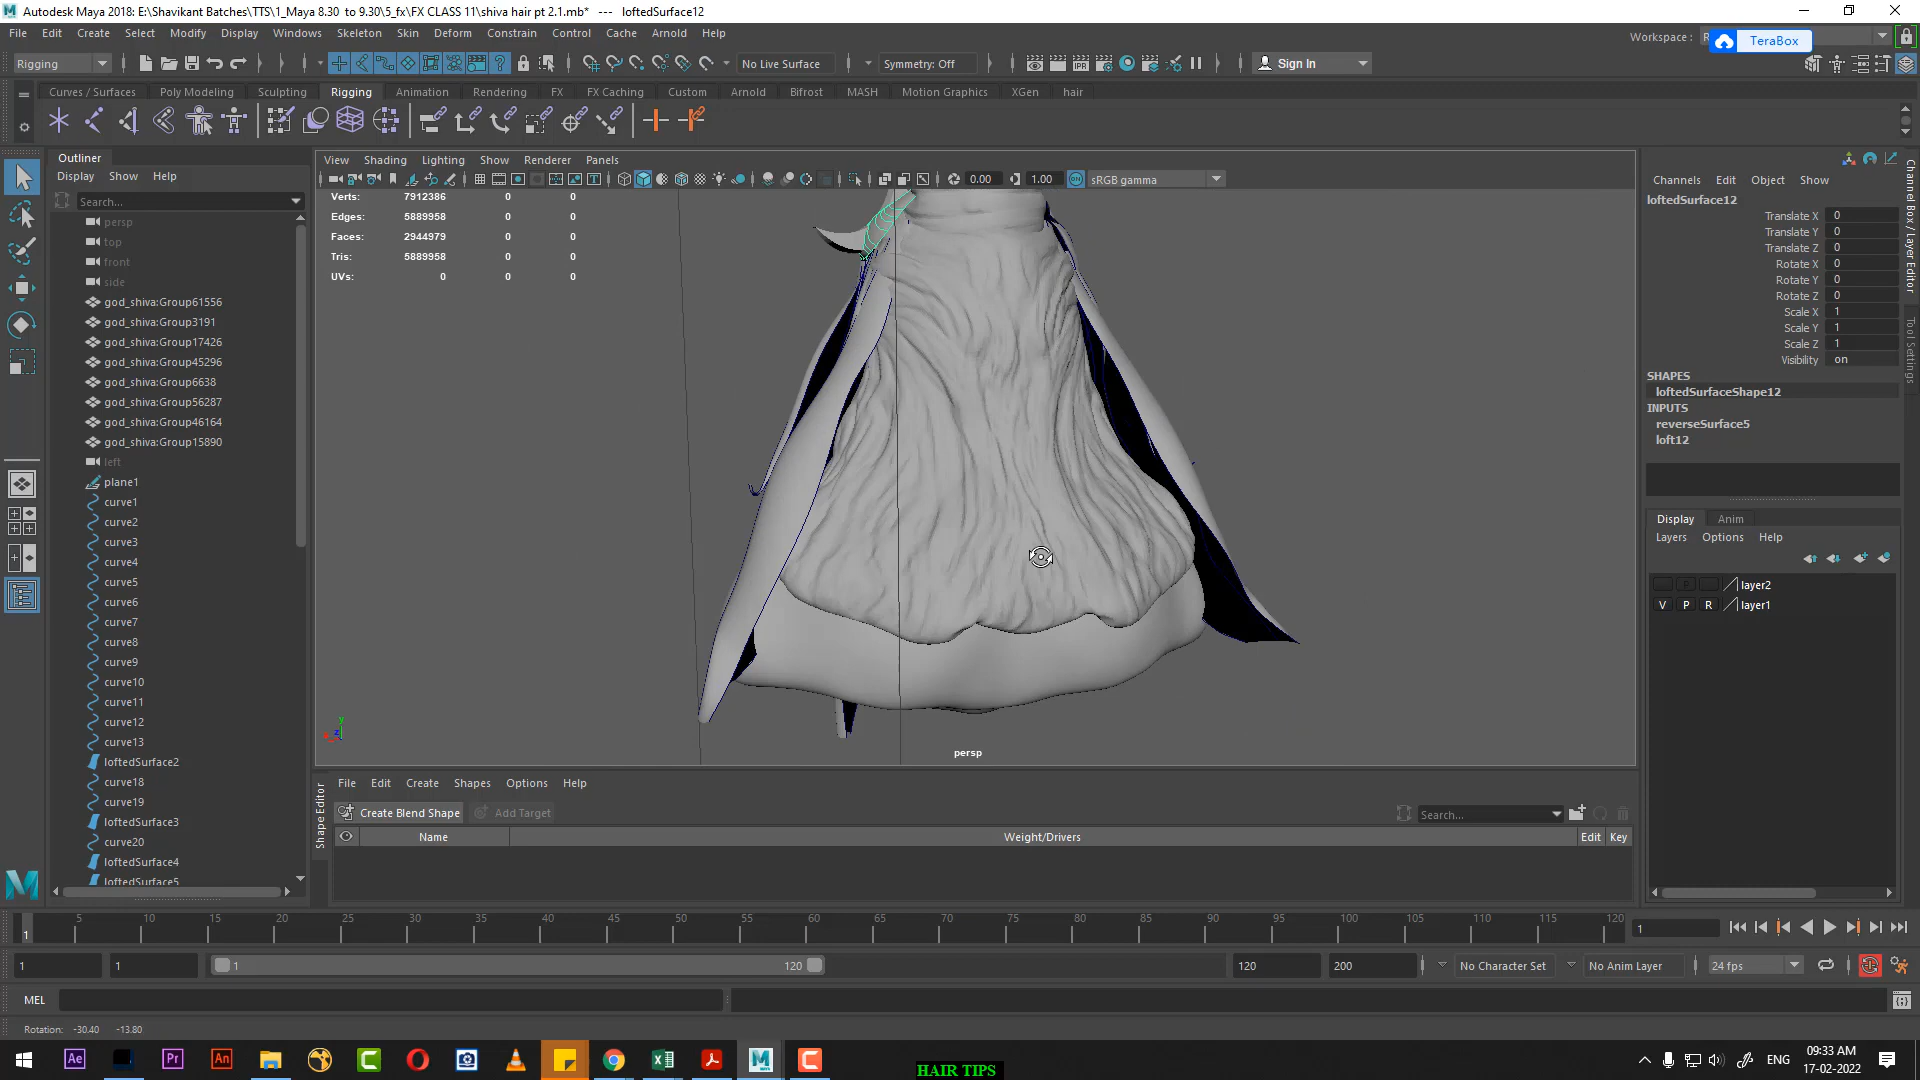 Autodesk Maya 2018: E:\Shavikant Batches\TTS\1_Maya 8.30  to 9.30\5_fx\FX CLASS 11\shiva hair pt 2.1.mb*  ---  loftedSurface12
File Edit Create Select Modify Display Windows Skeleton Skin Deform Constrain Control Cache Arnold Help
Workspace :
TeraBox
Rigging
No Live Surface
Symmetry: Off
Sign In
Curves / Surfaces Poly Modeling Sculpting Rigging Animation Rendering FX FX Caching Custom Arnold Bifrost MASH Motion Graphics XGen hair
Outliner
Display Show Help
Search...
persp
top
front
side
god_shiva:Group61556
god_shiva:Group3191
god_shiva:Group17426
god_shiva:Group45296
god_shiva:Group6638
god_shiva:Group56287
god_shiva:Group46164
god_shiva:Group15890
left
plane1
curve1
curve2
curve3
curve4
curve5
curve6
curve7
curve8
curve9
curve10
curve11
curve12
curve13
loftedSurface2
curve18
curve19
loftedSurface3
curve20
loftedSurface4
loftedSurface5
View Shading Lighting Show Renderer Panels
0.00 1.00 sRGB gamma
Verts: 7912386 0 0
Edges: 5889958 0 0
Faces: 2944979 0 0
Tris: 5889958 0 0
UVs: 0 0 0
y
persp
Shape Editor
File Edit Create Shapes Options Help
Create Blend Shape Add Target
Search...
Name Weight/Drivers Edit Key
Channels Edit Object Show
loftedSurface12
Translate X 0
Translate Y 0
Translate Z 0
Rotate X 0
Rotate Y 0
Rotate Z 0
Scale X 1
Scale Y 1
Scale Z 1
Visibility on
SHAPES
loftedSurfaceShape12
INPUTS
reverseSurface5
loft12
Display Anim
Layers Options Help
layer2
V P R layer1
Channel Box / Layer Editor
Tool Settings
5 10 15 20 25 30 35 40 45 50 55 60 65 70 75 80 85 90 95 100 105 110 115 120
1
1
1 1 1 120 120 200 No Character Set No Anim Layer 24 fps
MEL
Rotation: -30.40 -13.80
Ae Pr An
HAIR TIPS
ENG
09:33 AM
17-02-2022